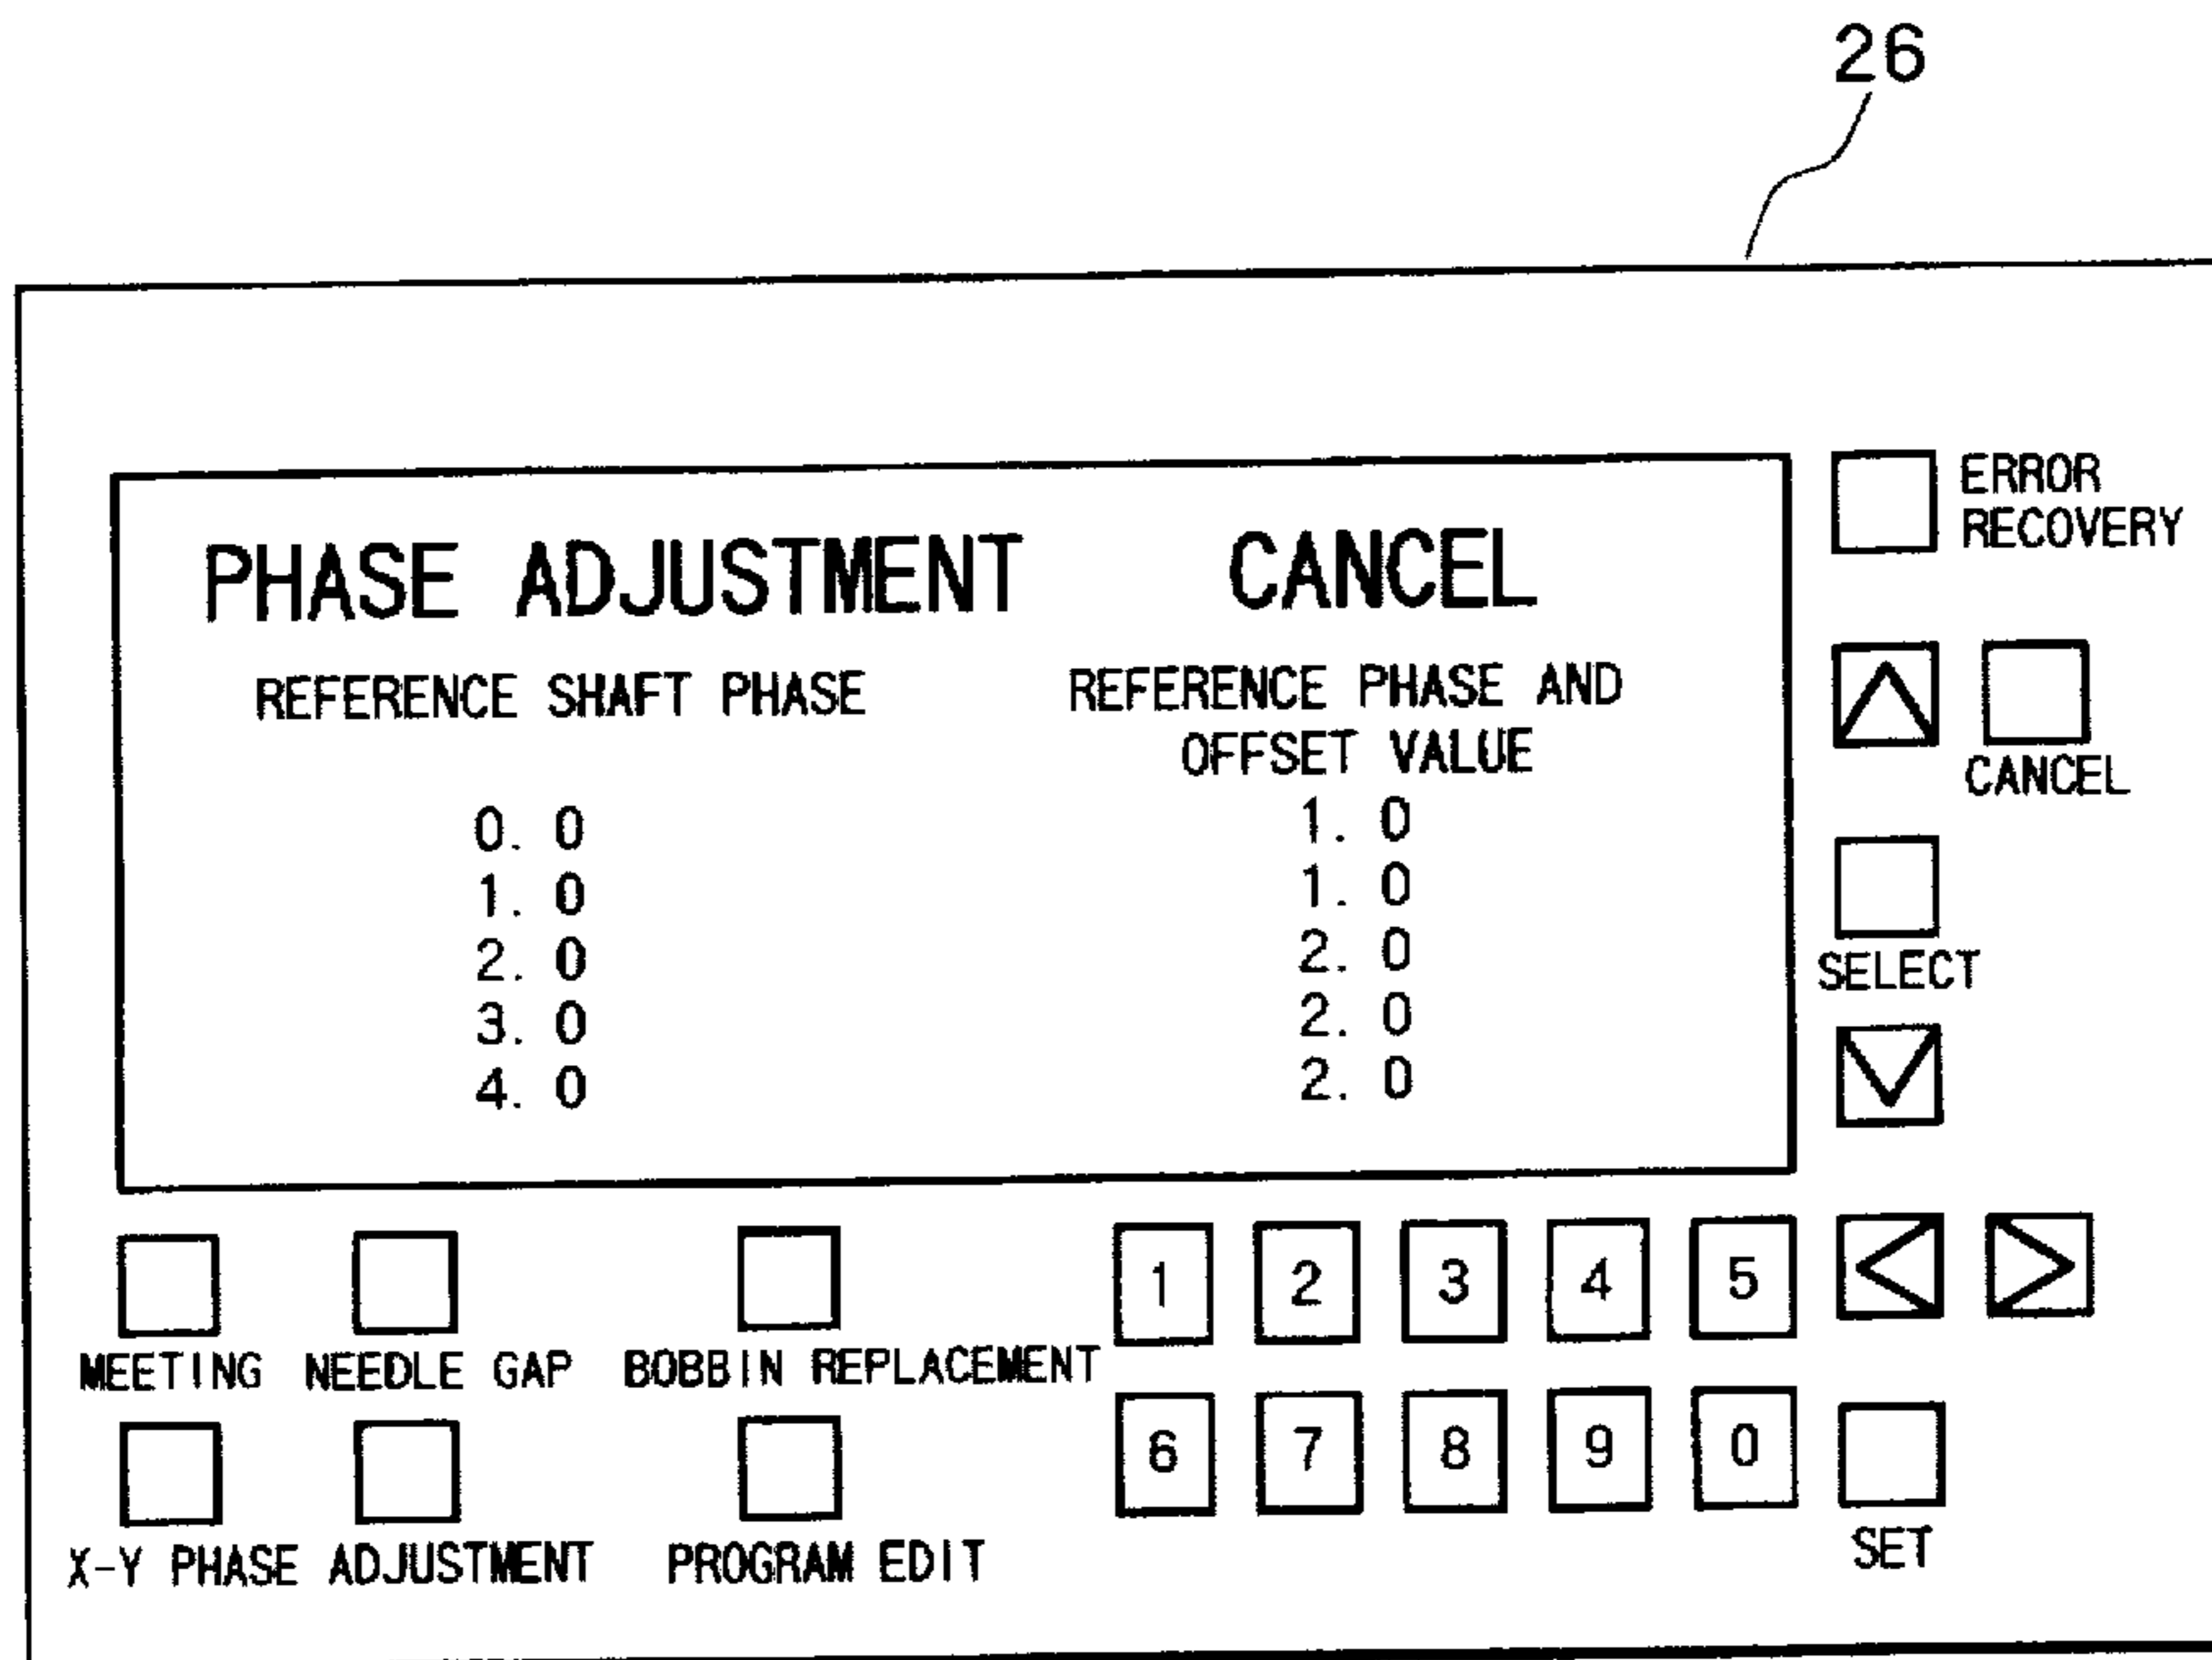 26
PHASE ADJUSTMENT CANCEL
REFERENCE SHAFT PHASE REFERENCE PHASE AND
OFFSET VALUE
0. 0 1. 0
1. 0 1. 0
2. 0 2. 0
3. 0 2. 0
4. 0 2. 0
ERROR
RECOVERY
CANCEL
SELECT
1 2 3 4 5
MEETING NEEDLE GAP BOBBIN REPLACEMENT
6 7 8 9 0
X-Y PHASE ADJUSTMENT PROGRAM EDIT SET